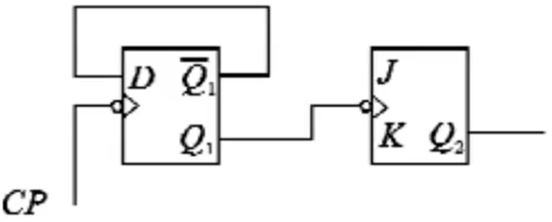 D Q̅₁ J
Q₁ K Q₂
CP